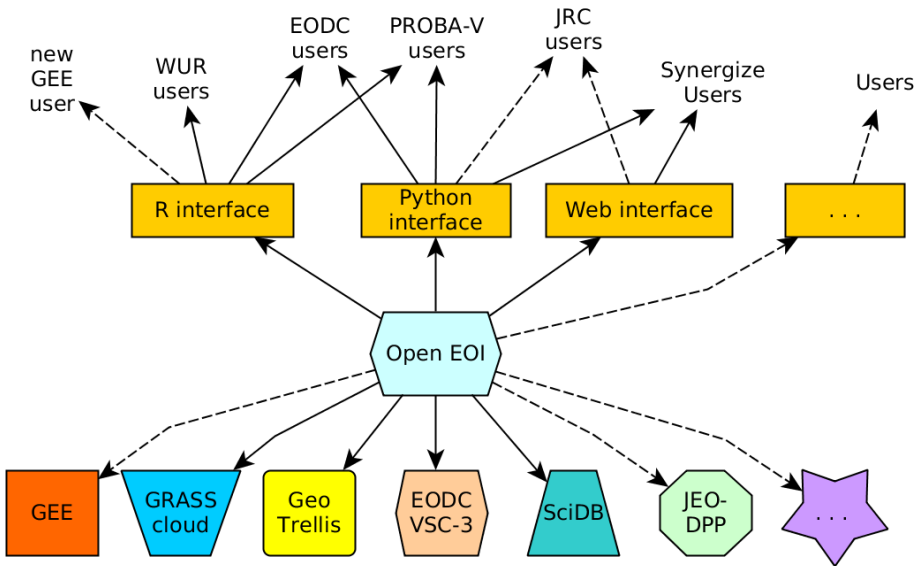 new
GEE
user
WUR
users
EODC
users
PROBA-V
users
JRC
users
Synergize
Users
Users
R interface
Python
interface
Web interface
. . .
Open EOI
GEE
GRASS
cloud
Geo
Trellis
EODC
VSC-3
SciDB
JEO-
DPP
. . .